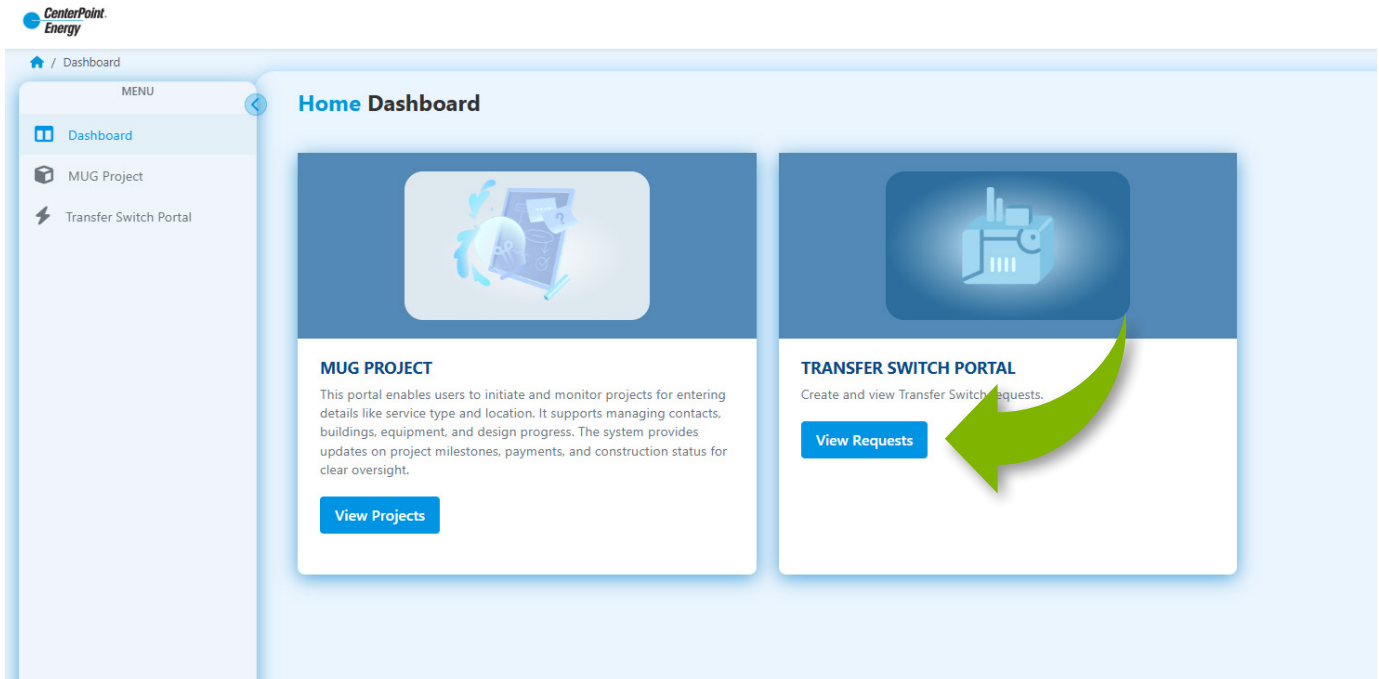 CenterPoint.
Energy
/ Dashboard
MENU
Dashboard
MUG Project
Transfer Switch Portal
Home Dashboard
?
MUG PROJECT
This portal enables users to initiate and monitor projects for entering
details like service type and location. It supports managing contacts,
buildings, equipment, and design progress. The system provides
updates on project milestones, payments, and construction status for
clear oversight.
View Projects
TRANSFER SWITCH PORTAL
Create and view Transfer Switch requests.
View Requests